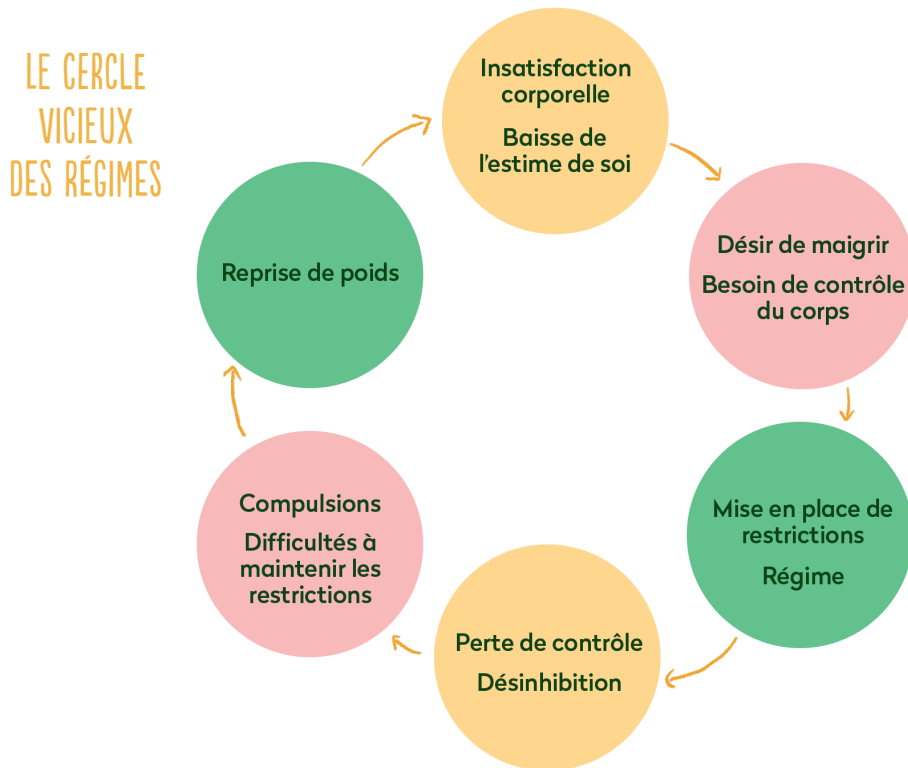 LE CERCLE
VICIEUX
DES RÉGIMES
Insatisfaction
corporelle
Baisse de
l'estime de soi
Désir de maigrir
Besoin de contrôle
du corps
Mise en place de
restrictions
Régime
Perte de contrôle
Désinhibition
Compulsions
Difficultés à
maintenir les
restrictions
Reprise de poids